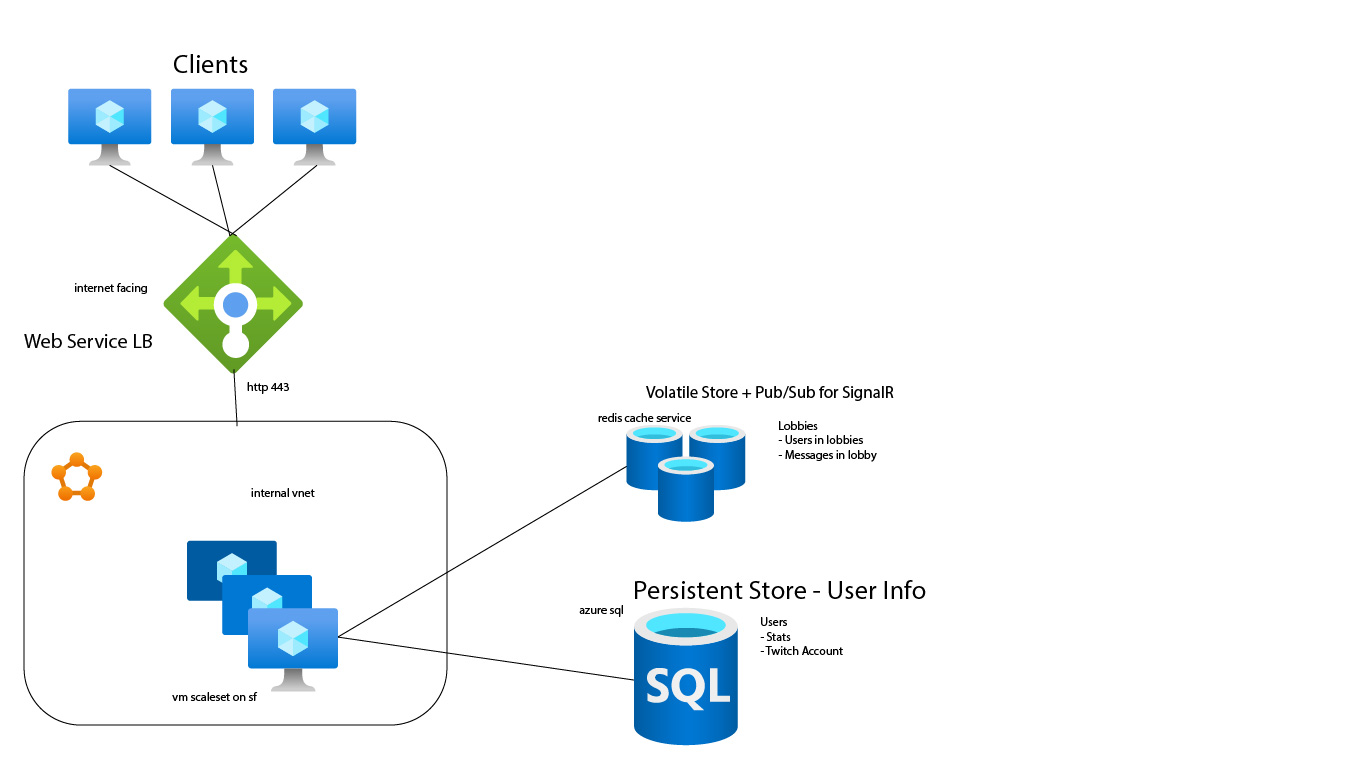 Clients
internet facing
Web Service LB
http 443
internal vnet
vm scaleset on sf
Volatile Store + Pub/Sub for SignalR
redis cache service
Lobbies
- Users in lobbies
- Messages in lobby
Persistent Store - User Info
azure sql
Users
- Stats
- Twitch Account
SQL